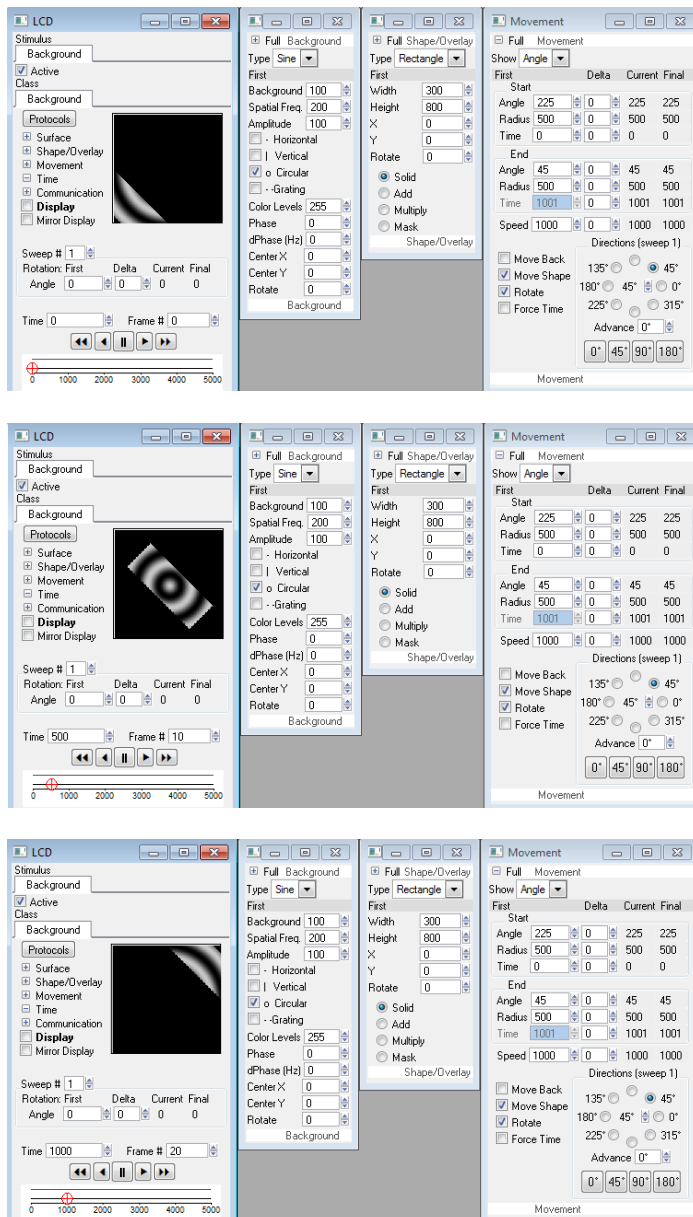 LCD
Stimulus
Background
Active
Class
Background
Protocols
Surface
Shape/Overlay
Movement
Time
Communication
Display
Mirror Display
Sweep # 1
Rotation: First Delta Current Final
Angle 0 0 0 0
Time 0 Frame # 0
0 1000 2000 3000 4000 5000
Full Background
Type Sine
First
Background 100
Spatial Freq. 200
Amplitude 100
- Horizontal
| Vertical
o Circular
- -Grating
Color Levels 255
Phase 0
dPhase (Hz) 0
Center X 0
Center Y 0
Rotate 0
Background
Full Shape/Overlay
Type Rectangle
First
Width 300
Height 800
X 0
Y 0
Rotate 0
Solid
Add
Multiply
Mask
Shape/Overlay
Movement
Full Movement
Show Angle
First Delta Current Final
Start
Angle 225 0 225 225
Radius 500 0 500 500
Time 0 0 0 0
End
Angle 45 0 45 45
Radius 500 0 500 500
Time 1001 0 1001 1001
Speed 1000 0 1000 1000
Directions (sweep 1)
Move Back
Move Shape
Rotate
Force Time
135° 45°
180° 45° 0°
225° 315°
Advance 0°
0° 45° 90° 180°
Movement
LCD
Stimulus
Background
Active
Class
Background
Protocols
Surface
Shape/Overlay
Movement
Time
Communication
Display
Mirror Display
Sweep # 1
Rotation: First Delta Current Final
Angle 0 0 0 0
Time 500 Frame # 10
0 1000 2000 3000 4000 5000
Full Background
Type Sine
First
Background 100
Spatial Freq. 200
Amplitude 100
- Horizontal
| Vertical
o Circular
- -Grating
Color Levels 255
Phase 0
dPhase (Hz) 0
Center X 0
Center Y 0
Rotate 0
Background
Full Shape/Overlay
Type Rectangle
First
Width 300
Height 800
X 0
Y 0
Rotate 0
Solid
Add
Multiply
Mask
Shape/Overlay
Movement
Full Movement
Show Angle
First Delta Current Final
Start
Angle 225 0 225 225
Radius 500 0 500 500
Time 0 0 0 0
End
Angle 45 0 45 45
Radius 500 0 500 500
Time 1001 0 1001 1001
Speed 1000 0 1000 1000
Directions (sweep 1)
Move Back
Move Shape
Rotate
Force Time
135° 45°
180° 45° 0°
225° 315°
Advance 0°
0° 45° 90° 180°
Movement
LCD
Stimulus
Background
Active
Class
Background
Protocols
Surface
Shape/Overlay
Movement
Time
Communication
Display
Mirror Display
Sweep # 1
Rotation: First Delta Current Final
Angle 0 0 0 0
Time 1000 Frame # 20
0 1000 2000 3000 4000 5000
Full Background
Type Sine
First
Background 100
Spatial Freq. 200
Amplitude 100
- Horizontal
| Vertical
o Circular
- -Grating
Color Levels 255
Phase 0
dPhase (Hz) 0
Center X 0
Center Y 0
Rotate 0
Background
Full Shape/Overlay
Type Rectangle
First
Width 300
Height 800
X 0
Y 0
Rotate 0
Solid
Add
Multiply
Mask
Shape/Overlay
Movement
Full Movement
Show Angle
First Delta Current Final
Start
Angle 225 0 225 225
Radius 500 0 500 500
Time 0 0 0 0
End
Angle 45 0 45 45
Radius 500 0 500 500
Time 1001 0 1001 1001
Speed 1000 0 1000 1000
Directions (sweep 1)
Move Back
Move Shape
Rotate
Force Time
135° 45°
180° 45° 0°
225° 315°
Advance 0°
0° 45° 90° 180°
Movement